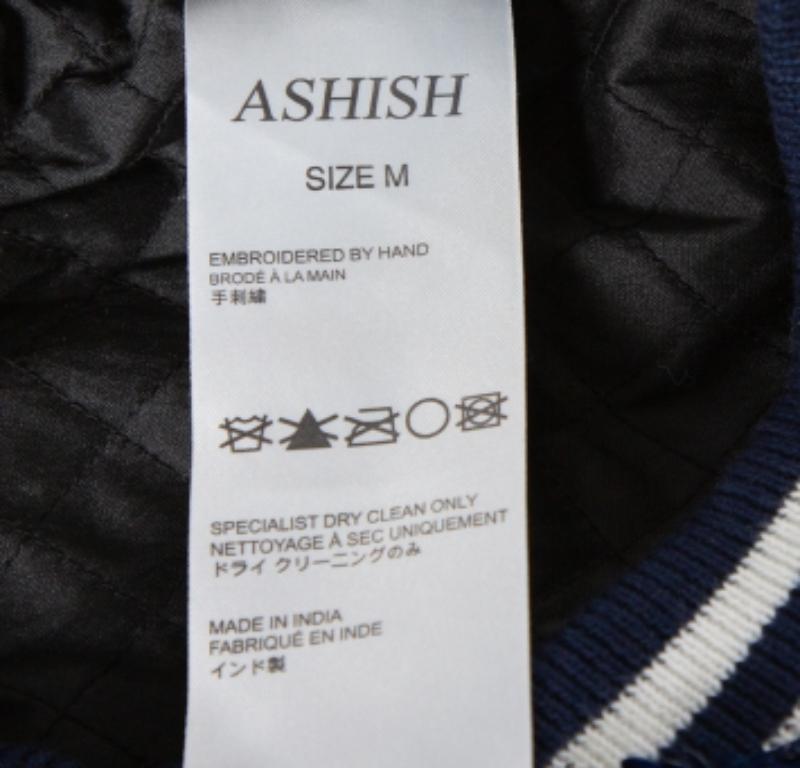 ASHISH
SIZE M
EMBROIDERED BY HAND
BRODÉ À LA MAIN
手刺繍
SPECIALIST DRY CLEAN ONLY
NETTOYAGE À SEC UNIQUEMENT
ドライ クリーニングのみ
MADE IN INDIA
FABRIQUÉ EN INDE
インド製